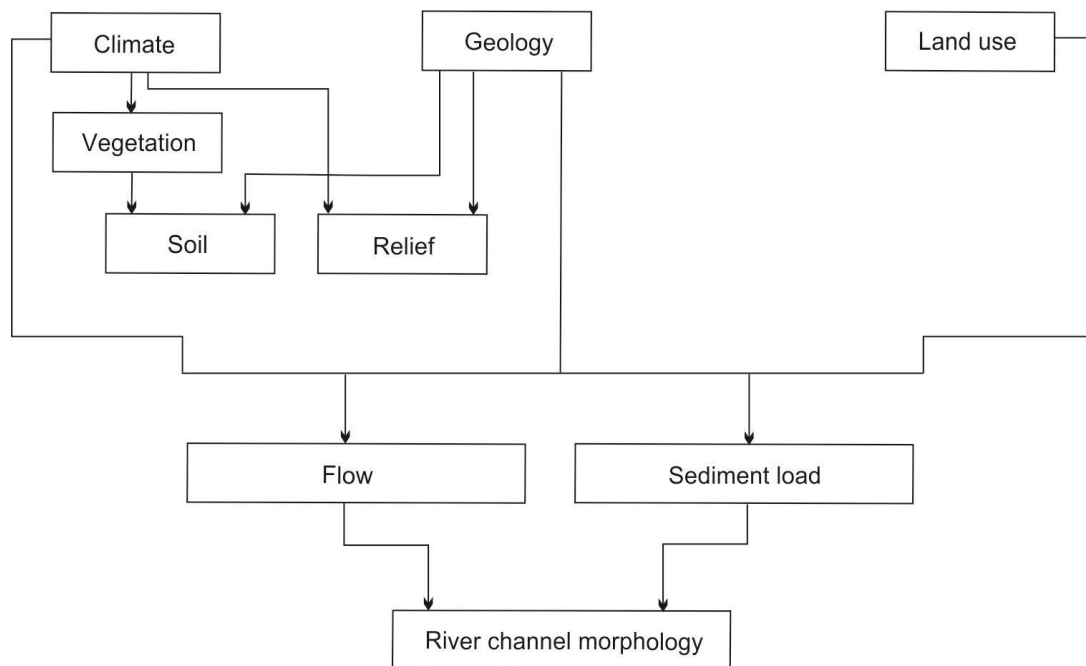 Climate
Geology
Land use
Vegetation
Soil
Relief
Flow
Sediment load
River channel morphology